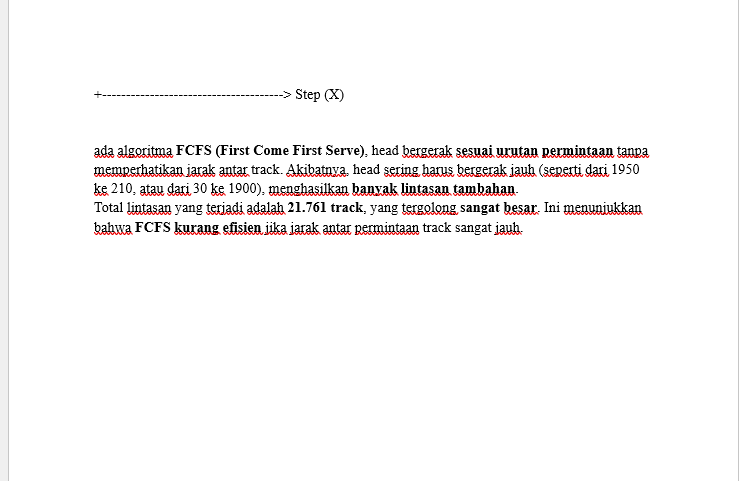 +--------------------------------------> Step (X)
ada algoritma FCFS (First Come First Serve), head bergerak sesuai urutan permintaan tanpa
memperhatikan jarak antar track. Akibatnya, head sering harus bergerak jauh (seperti dari 1950
ke 210, atau dari 30 ke 1900), menghasilkan banyak lintasan tambahan.
Total lintasan yang terjadi adalah 21.761 track, yang tergolong sangat besar. Ini menunjukkan
bahwa FCFS kurang efisien jika jarak antar permintaan track sangat jauh.